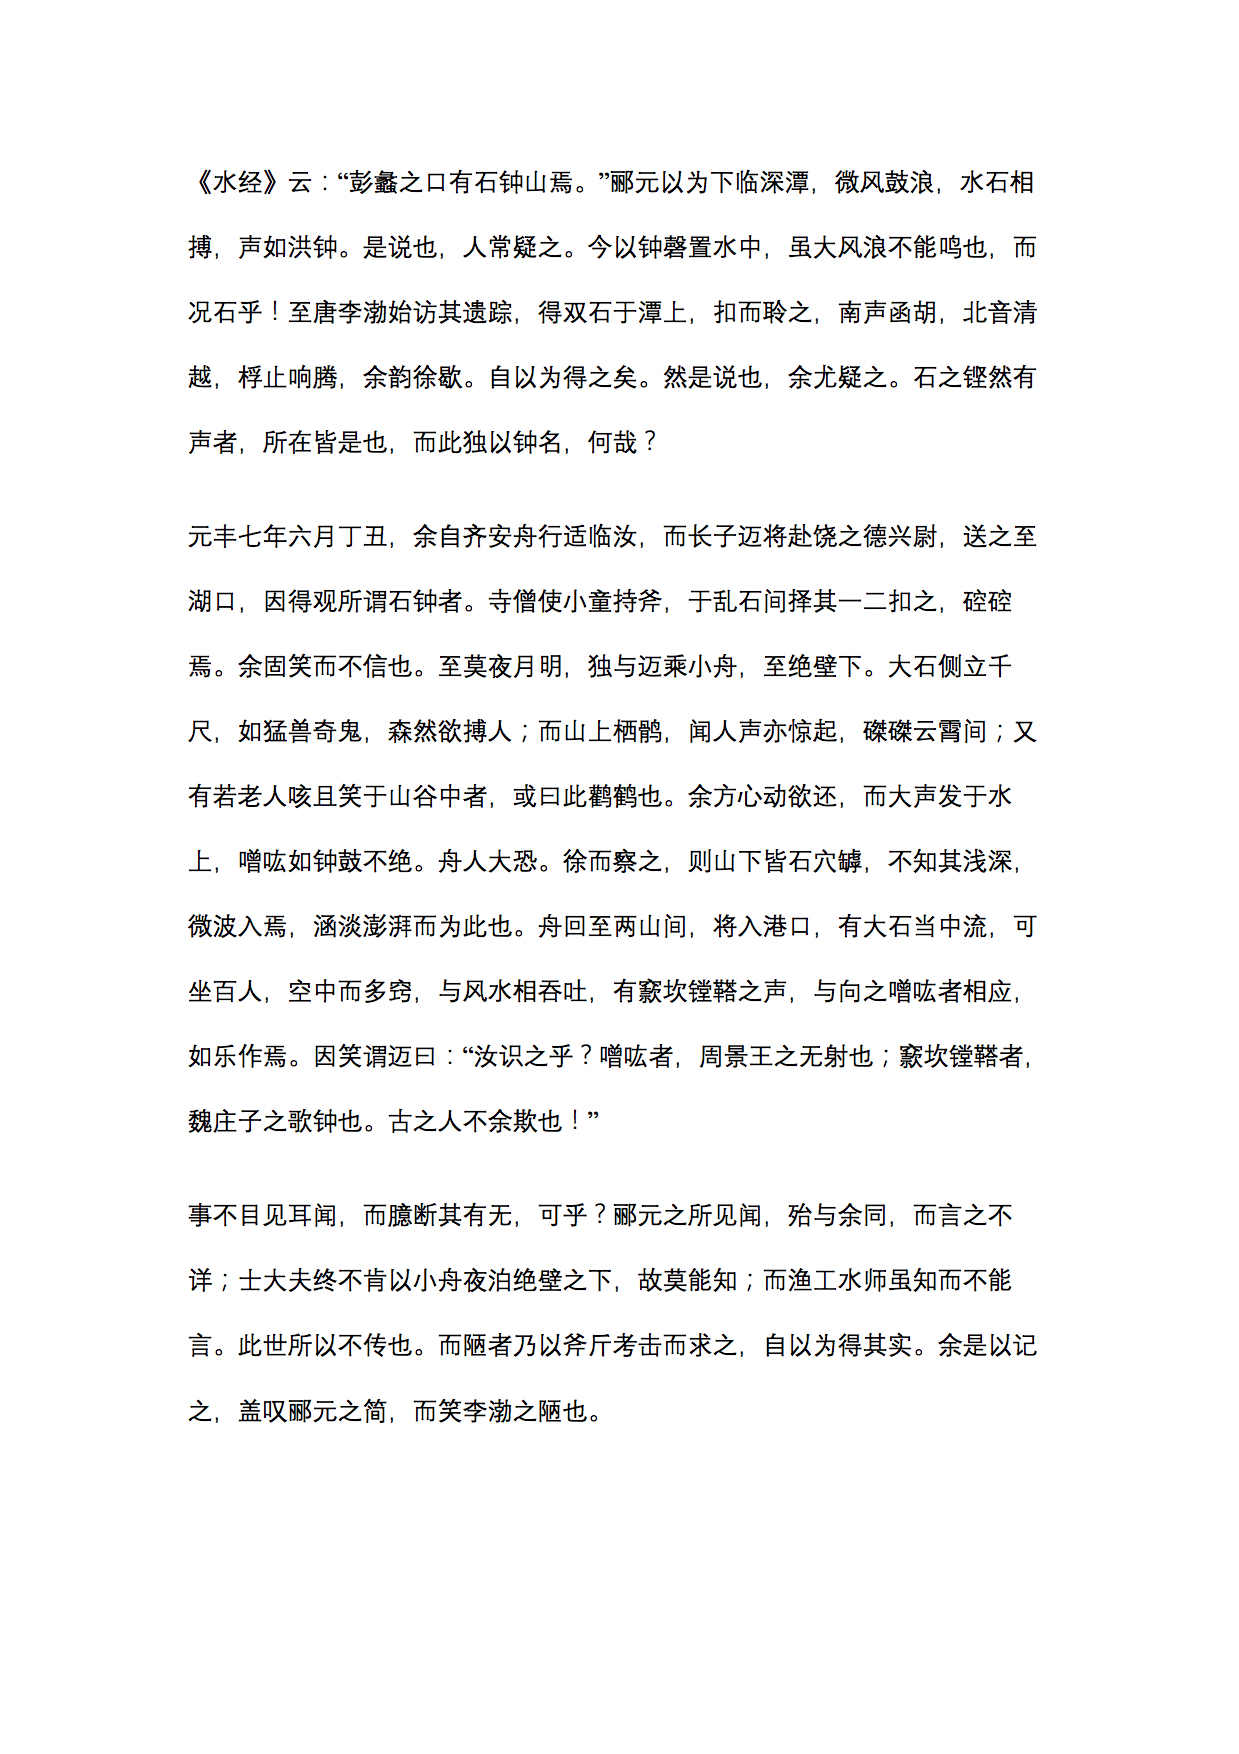 《水经》云：“彭蠡之口有石钟山焉。”郦元以为下临深潭，微风鼓浪，水石相
搏，声如洪钟。是说也，人常疑之。今以钟磬置水中，虽大风浪不能鸣也，而
况石乎！至唐李渤始访其遗踪，得双石于潭上，扣而聆之，南声函胡，北音清
越，桴止响腾，余韵徐歇。自以为得之矣。然是说也，余尤疑之。石之铿然有
声者，所在皆是也，而此独以钟名，何哉？
元丰七年六月丁丑，余自齐安舟行适临汝，而长子迈将赴饶之德兴尉，送之至
湖口，因得观所谓石钟者。寺僧使小童持斧，于乱石间择其一二扣之，硿硿
焉。余固笑而不信也。至莫夜月明，独与迈乘小舟，至绝壁下。大石侧立千
尺，如猛兽奇鬼，森然欲搏人；而山上栖鹘，闻人声亦惊起，磔磔云霄间；又
有若老人咳且笑于山谷中者，或曰此鹳鹤也。余方心动欲还，而大声发于水
上，噌吰如钟鼓不绝。舟人大恐。徐而察之，则山下皆石穴罅，不知其浅深，
微波入焉，涵淡澎湃而为此也。舟回至两山间，将入港口，有大石当中流，可
坐百人，空中而多窍，与风水相吞吐，有窾坎镗鞳之声，与向之噌吰者相应，
如乐作焉。因笑谓迈曰：“汝识之乎？噌吰者，周景王之无射也；窾坎镗鞳者，
魏庄子之歌钟也。古之人不余欺也！”
事不目见耳闻，而臆断其有无，可乎？郦元之所见闻，殆与余同，而言之不
详；士大夫终不肯以小舟夜泊绝壁之下，故莫能知；而渔工水师虽知而不能
言。此世所以不传也。而陋者乃以斧斤考击而求之，自以为得其实。余是以记
之，盖叹郦元之简，而笑李渤之陋也。